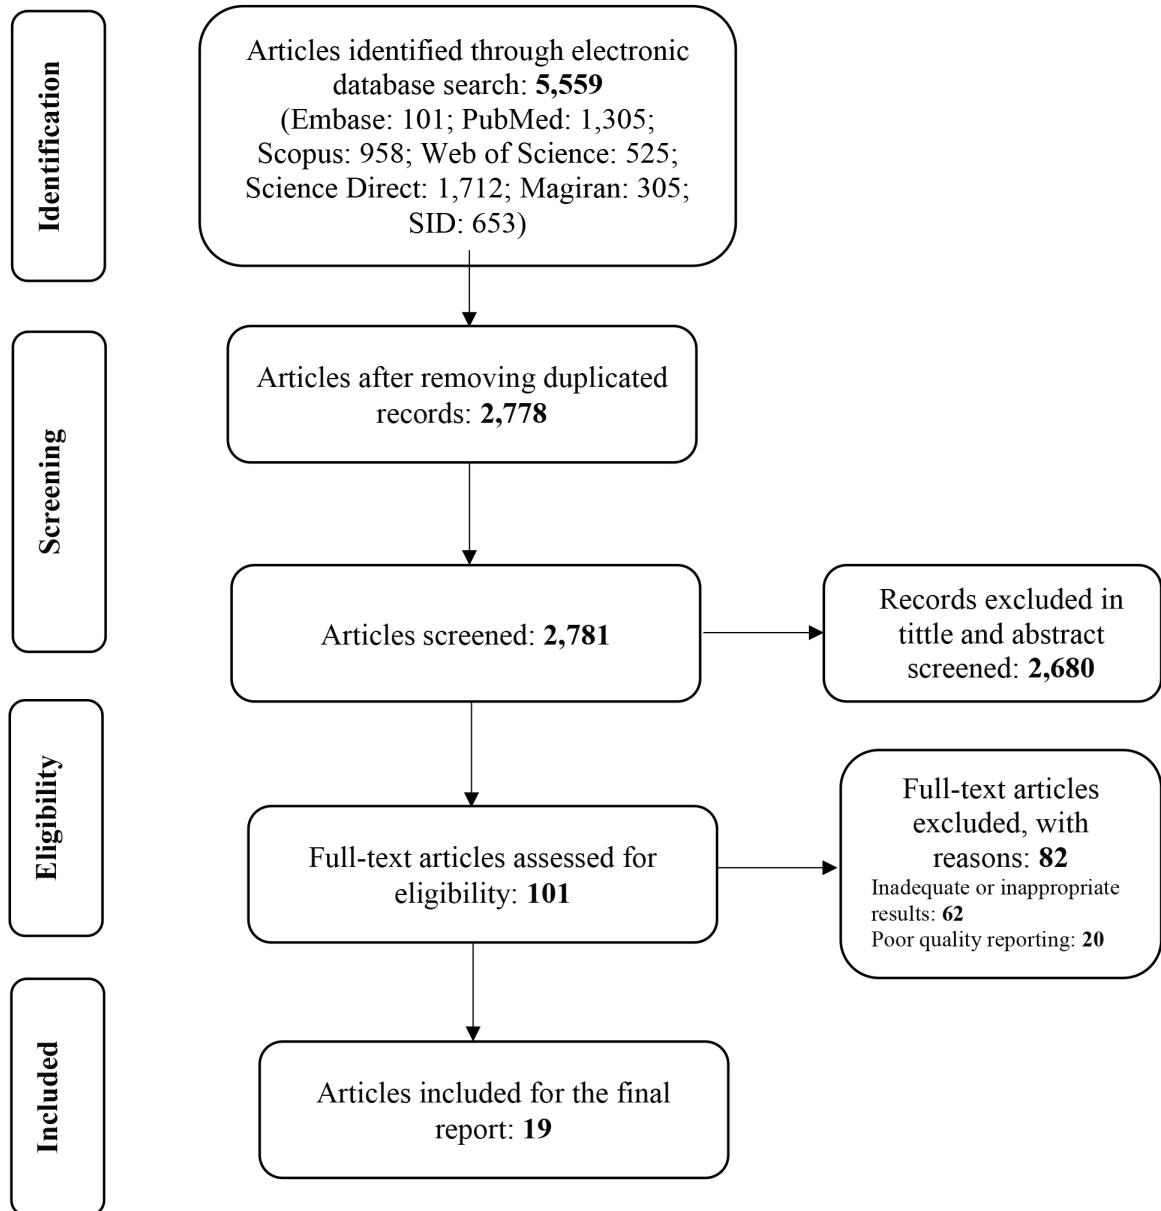 Identification
Articles identified through electronic
database search: 5,559
(Embase: 101; PubMed: 1,305;
Scopus: 958; Web of Science: 525;
Science Direct: 1,712; Magiran: 305;
SID: 653)
Screening
Articles after removing duplicated
records: 2,778
Articles screened: 2,781
Records excluded in
tittle and abstract
screened: 2,680
Eligibility
Full-text articles assessed for
eligibility: 101
Full-text articles
excluded, with
reasons: 82
Inadequate or inappropriate
results: 62
Poor quality reporting: 20
Included
Articles included for the final
report: 19